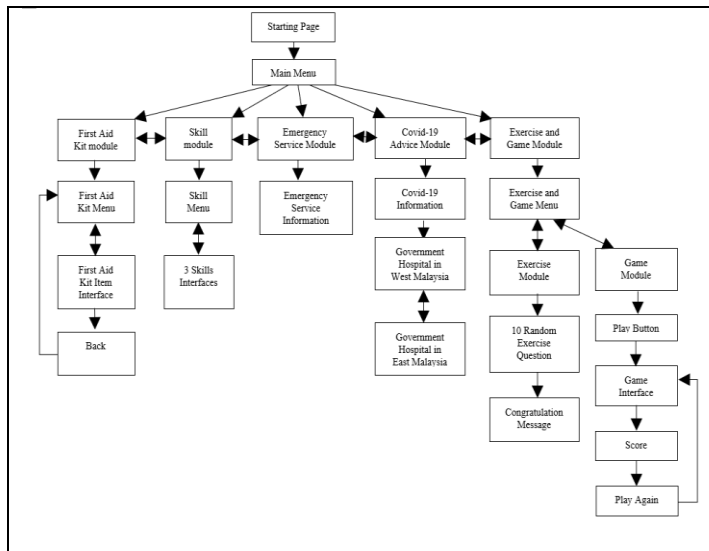 Starting Page
Main Menu
First Aid
Kit module
Skill
module
Emergency
Service Module
Covid-19
Advice Module
Exercise and
Game Module
First Aid
Kit Menu
Skill
Menu
Emergency
Service
Information
Covid-19
Information
Exercise and
Game Menu
First Aid
Kit Item
Interface
3 Skills
Interfaces
Government
Hospital in
West Malaysia
Exercise
Module
Game
Module
Back
Government
Hospital in
East Malaysia
10 Random
Exercise
Question
Play Button
Game
Interface
Congratulation
Message
Score
Play Again